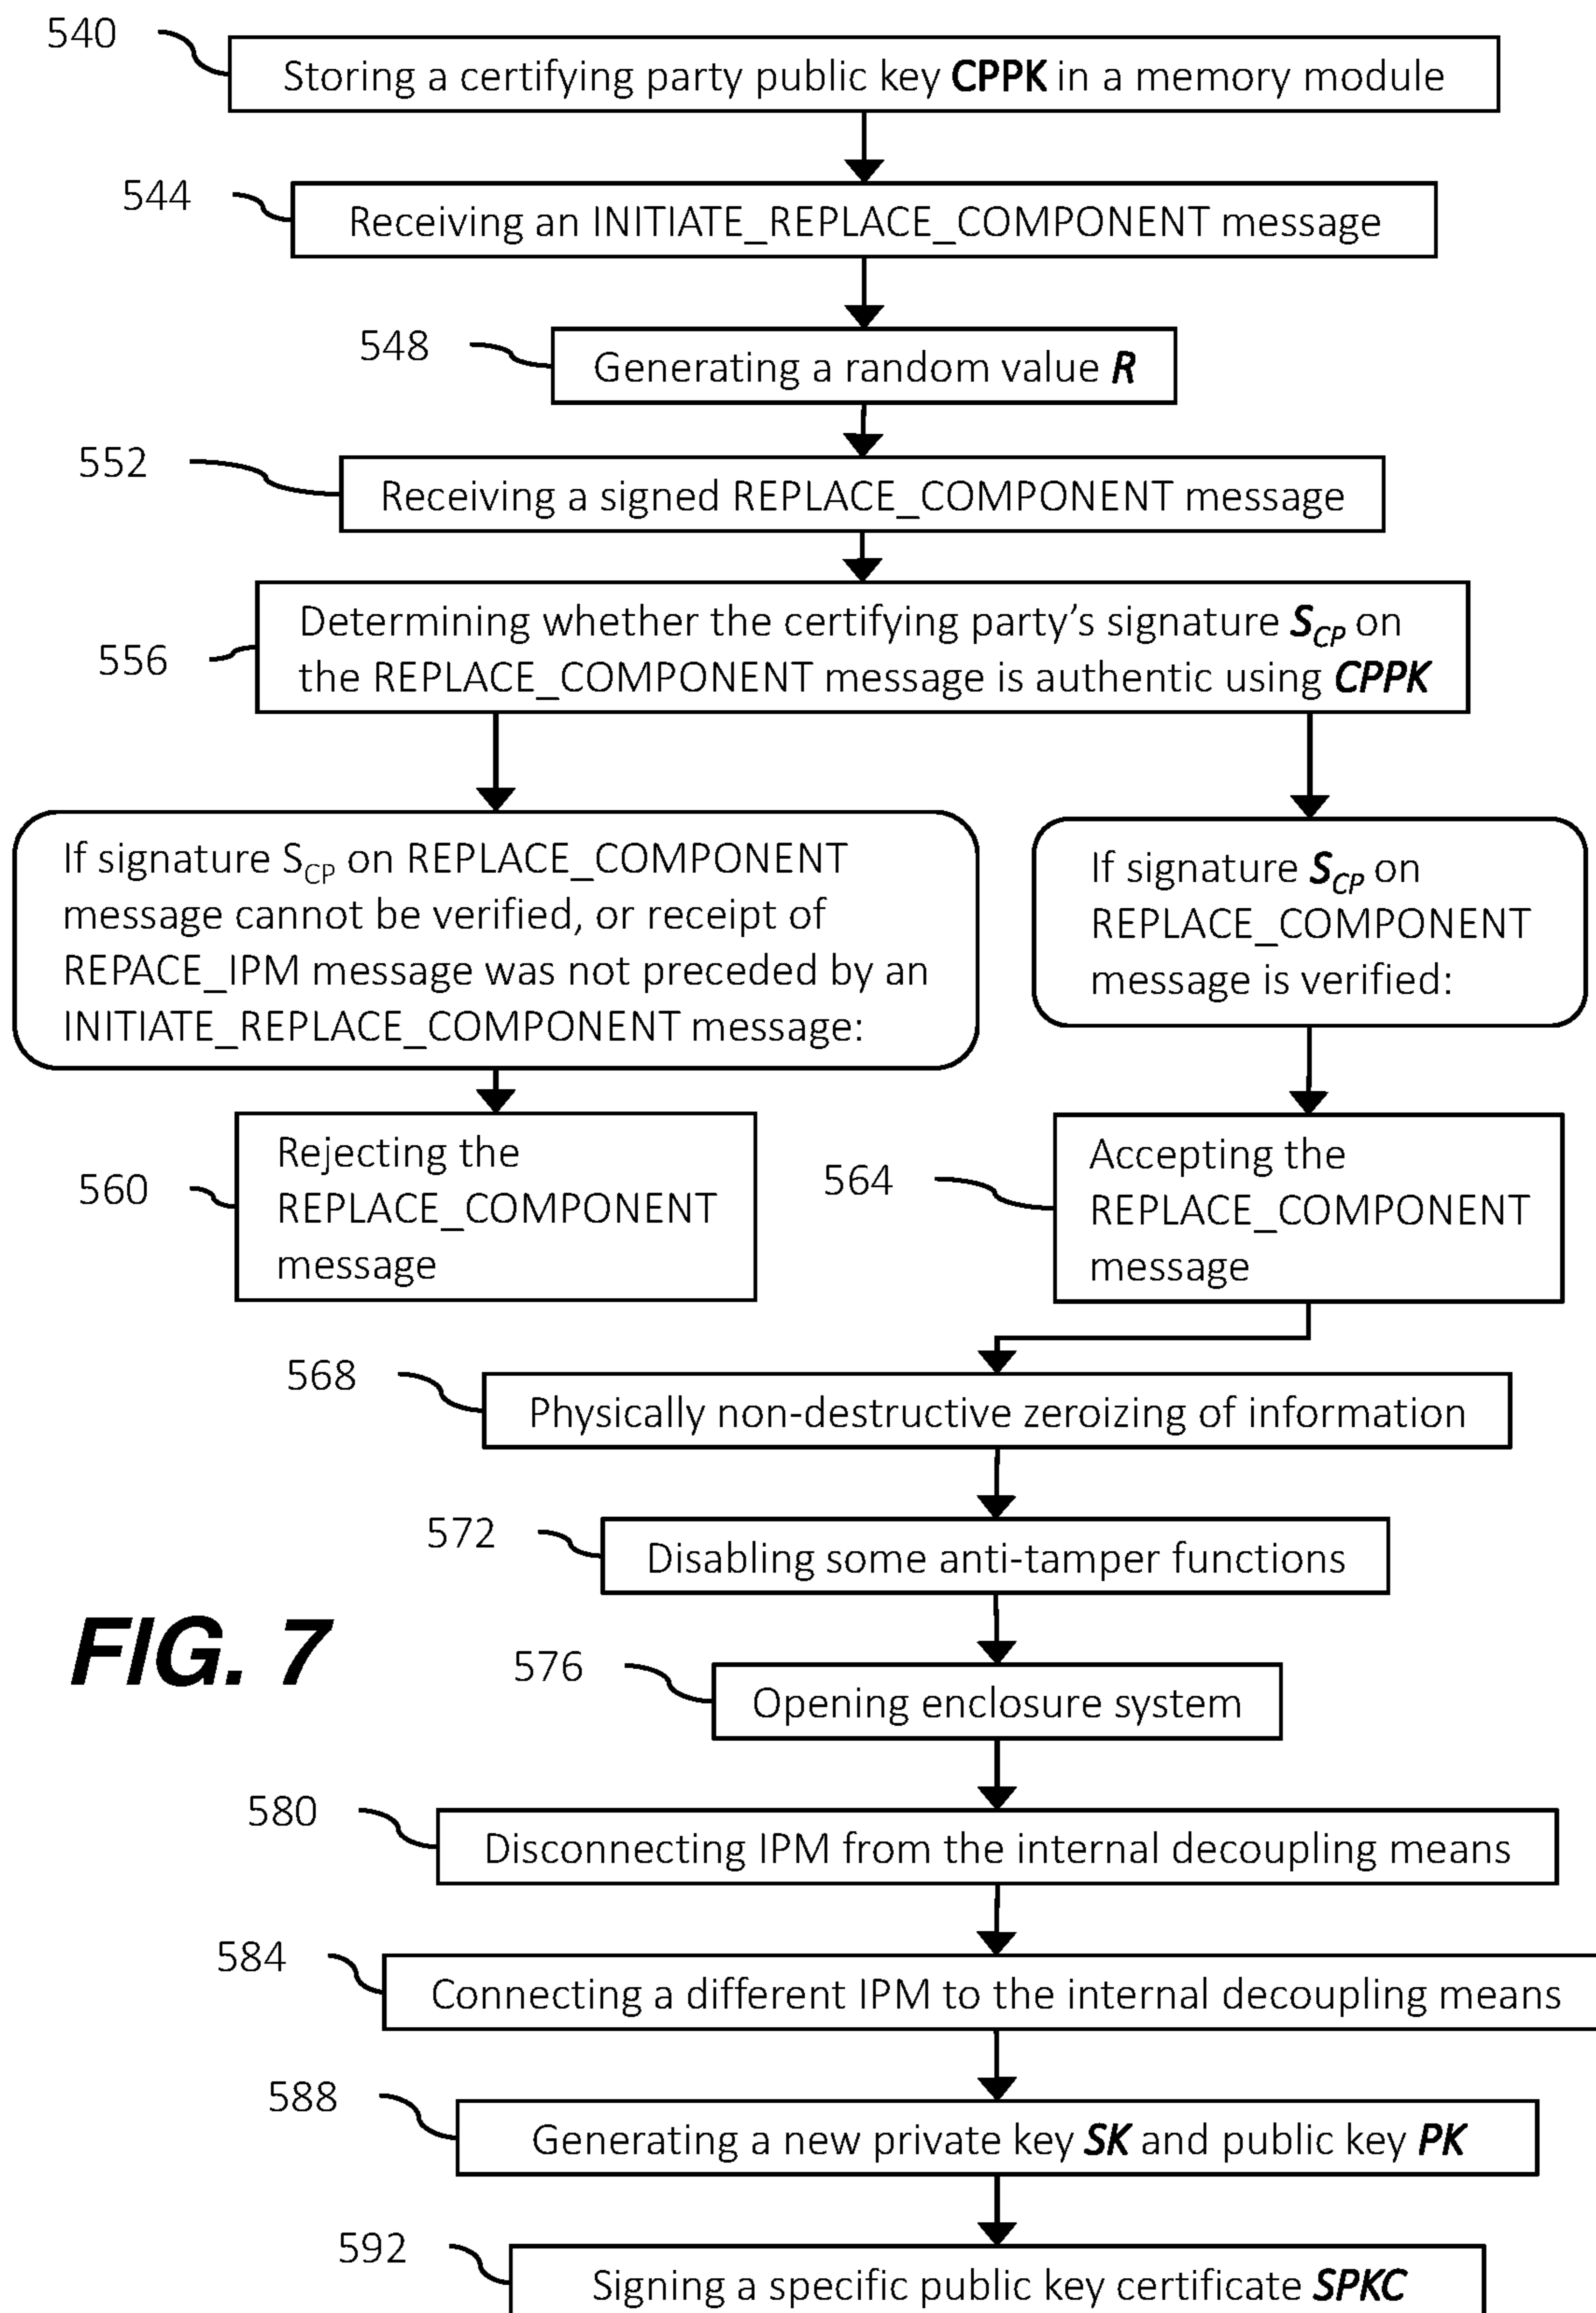 540
Storing a certifying party public key CPPK in a memory module
544
Receiving an INITIATE_REPLACE_COMPONENT message
548
Generating a random value R
552
Receiving a signed REPLACE_COMPONENT message
556
Determining whether the certifying party's signature SCP on
the REPLACE_COMPONENT message is authentic using CPPK
If signature SCP on REPLACE_COMPONENT
message cannot be verified, or receipt of
REPACE_IPM message was not preceded by an
INITIATE_REPLACE_COMPONENT message:
If signature SCP on
REPLACE_COMPONENT
message is verified:
560
Rejecting the
REPLACE_COMPONENT
message
564
Accepting the
REPLACE_COMPONENT
message
568
Physically non-destructive zeroizing of information
572
Disabling some anti-tamper functions
FIG. 7
576
Opening enclosure system
580
Disconnecting IPM from the internal decoupling means
584
Connecting a different IPM to the internal decoupling means
588
Generating a new private key SK and public key PK
592
Signing a specific public key certificate SPKC